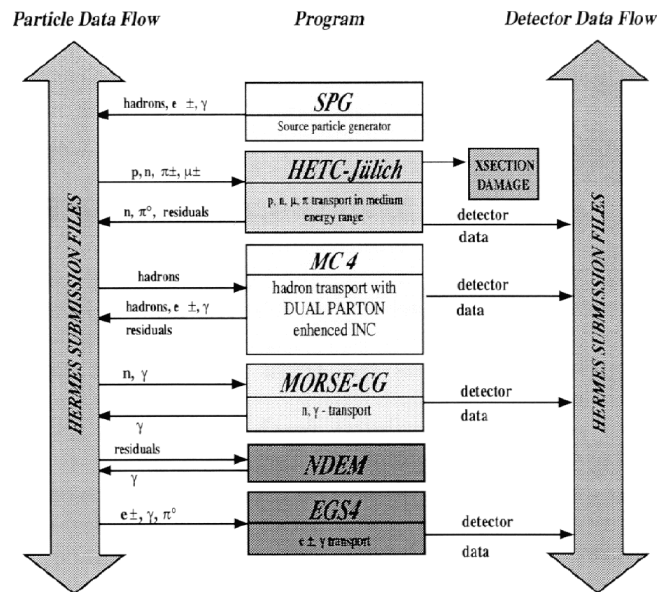 Particle Data Flow Program Detector Data Flow
SPG
hadrons, e ±, γ
Source particle generator
HETC-Jülich
XSECTION
DAMAGE
p, n, π±, μ±
p, n, μ, π transport in medium
energy range
n, π°, residuals
detector
data
MC 4
hadrons
hadron transport with
DUAL PARTON
enhenced INC
detector
data
hadrons, e ±, γ
residuals
n, γ
MORSE-CG
n, γ - transport
detector
data
γ
residuals
NDEM
γ
e±, γ, π°
EGS4
e ±, γ transport
detector
data
HERMES SUBMISSION FILES
HERMES SUBMISSION FILES